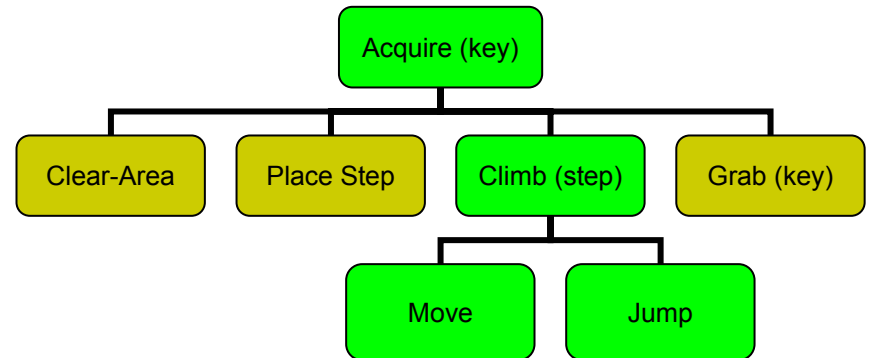 Acquire (key)
Clear-Area
Place Step
Climb (step)
Grab (key)
Move
Jump